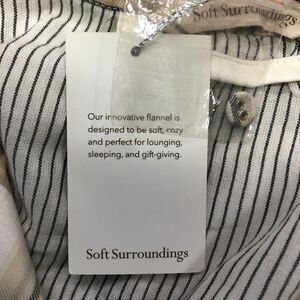 Soft Surroundings
Our innovative flannel is
designed to be soft, cozy
and perfect for lounging,
sleeping, and gift-giving.
Soft Surroundings